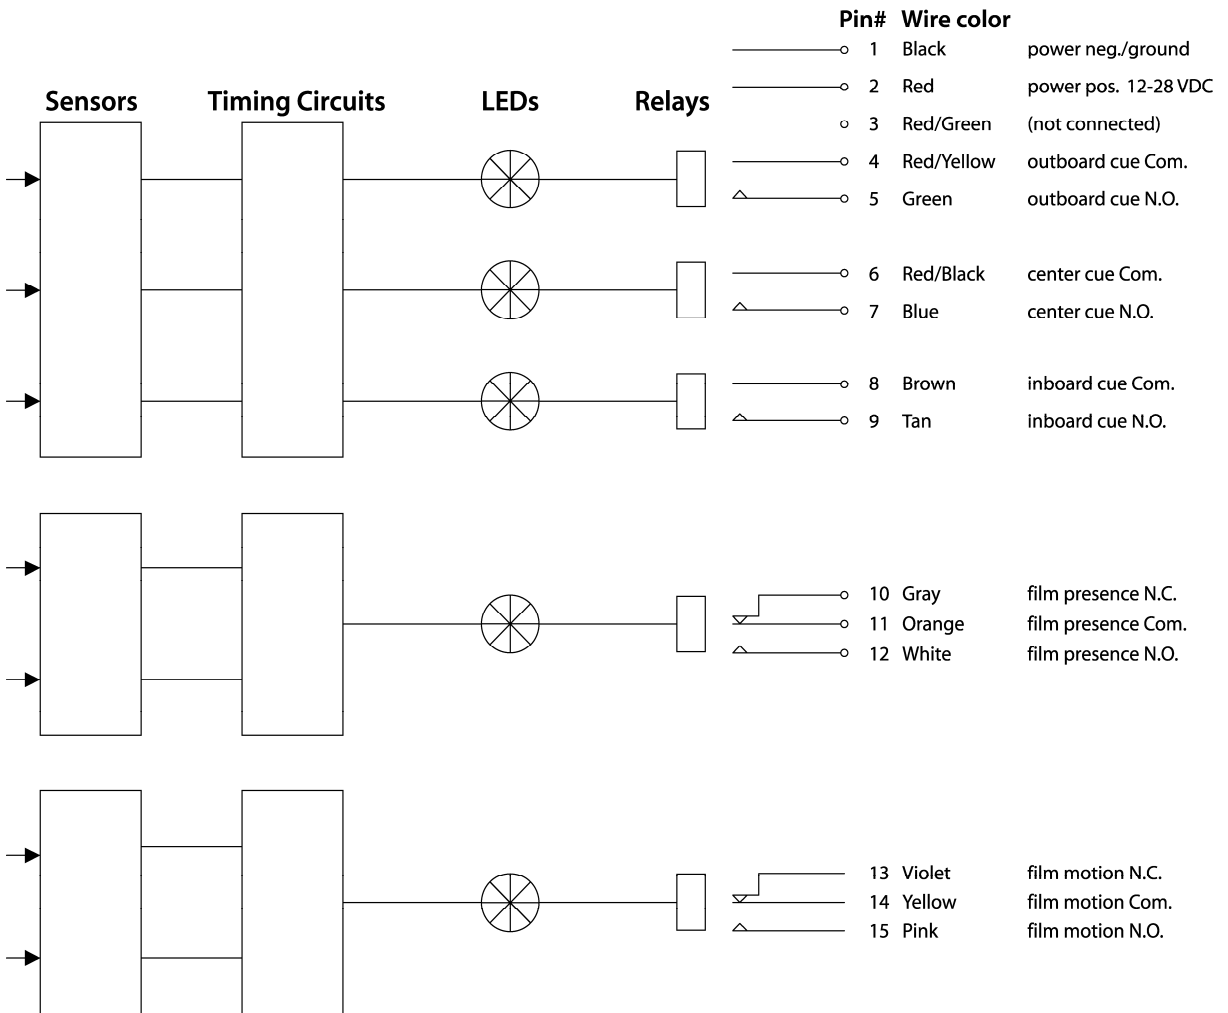 Pin# Wire color
1 Black power neg./ground
2 Red power pos. 12-28 VDC
Sensors Timing Circuits LEDs Relays
3 Red/Green (not connected)
4 Red/Yellow outboard cue Com.
5 Green outboard cue N.O.
6 Red/Black center cue Com.
7 Blue center cue N.O.
8 Brown inboard cue Com.
9 Tan inboard cue N.O.
10 Gray film presence N.C.
11 Orange film presence Com.
12 White film presence N.O.
13 Violet film motion N.C.
14 Yellow film motion Com.
15 Pink film motion N.O.